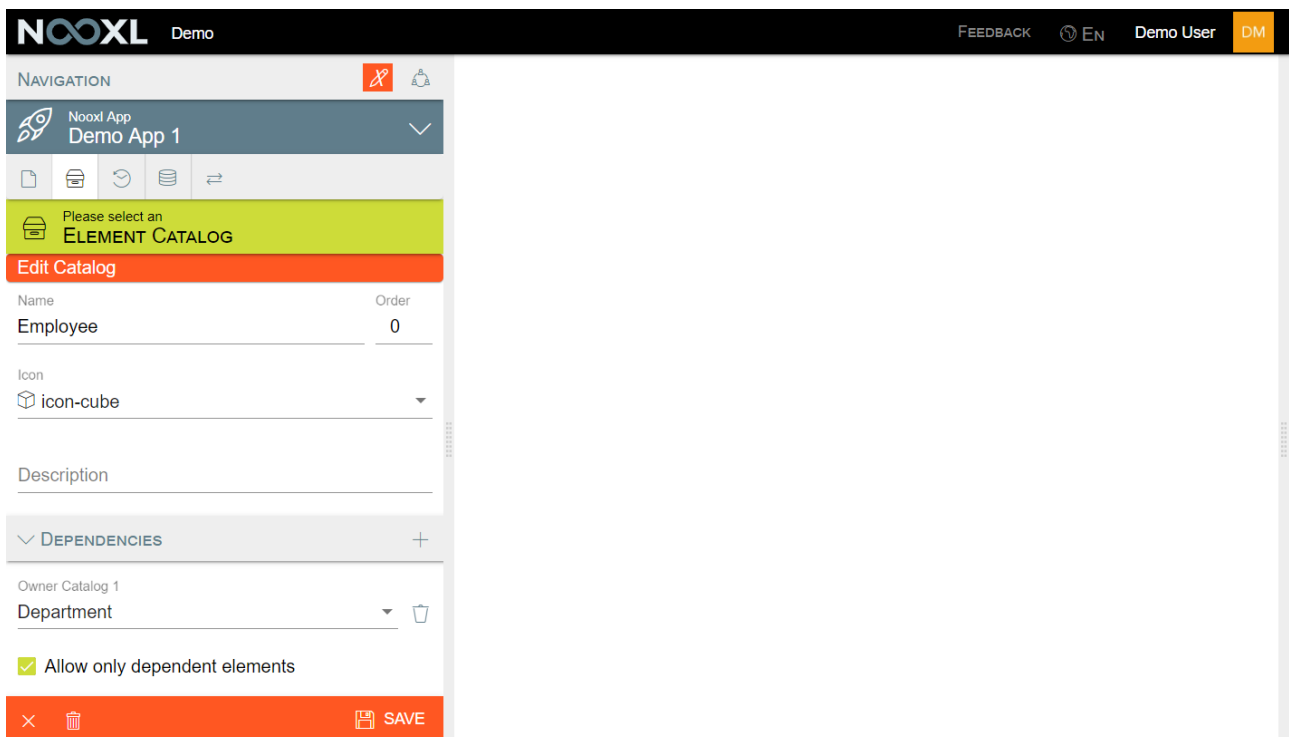 NOOXL Demo FEEDBACK EN Demo User DM
NAVIGATION
Nooxl App
Demo App 1
Please select an
ELEMENT CATALOG
Edit Catalog
Name Order
Employee 0
Icon
icon-cube
Description
DEPENDENCIES
Owner Catalog 1
Department
Allow only dependent elements
SAVE